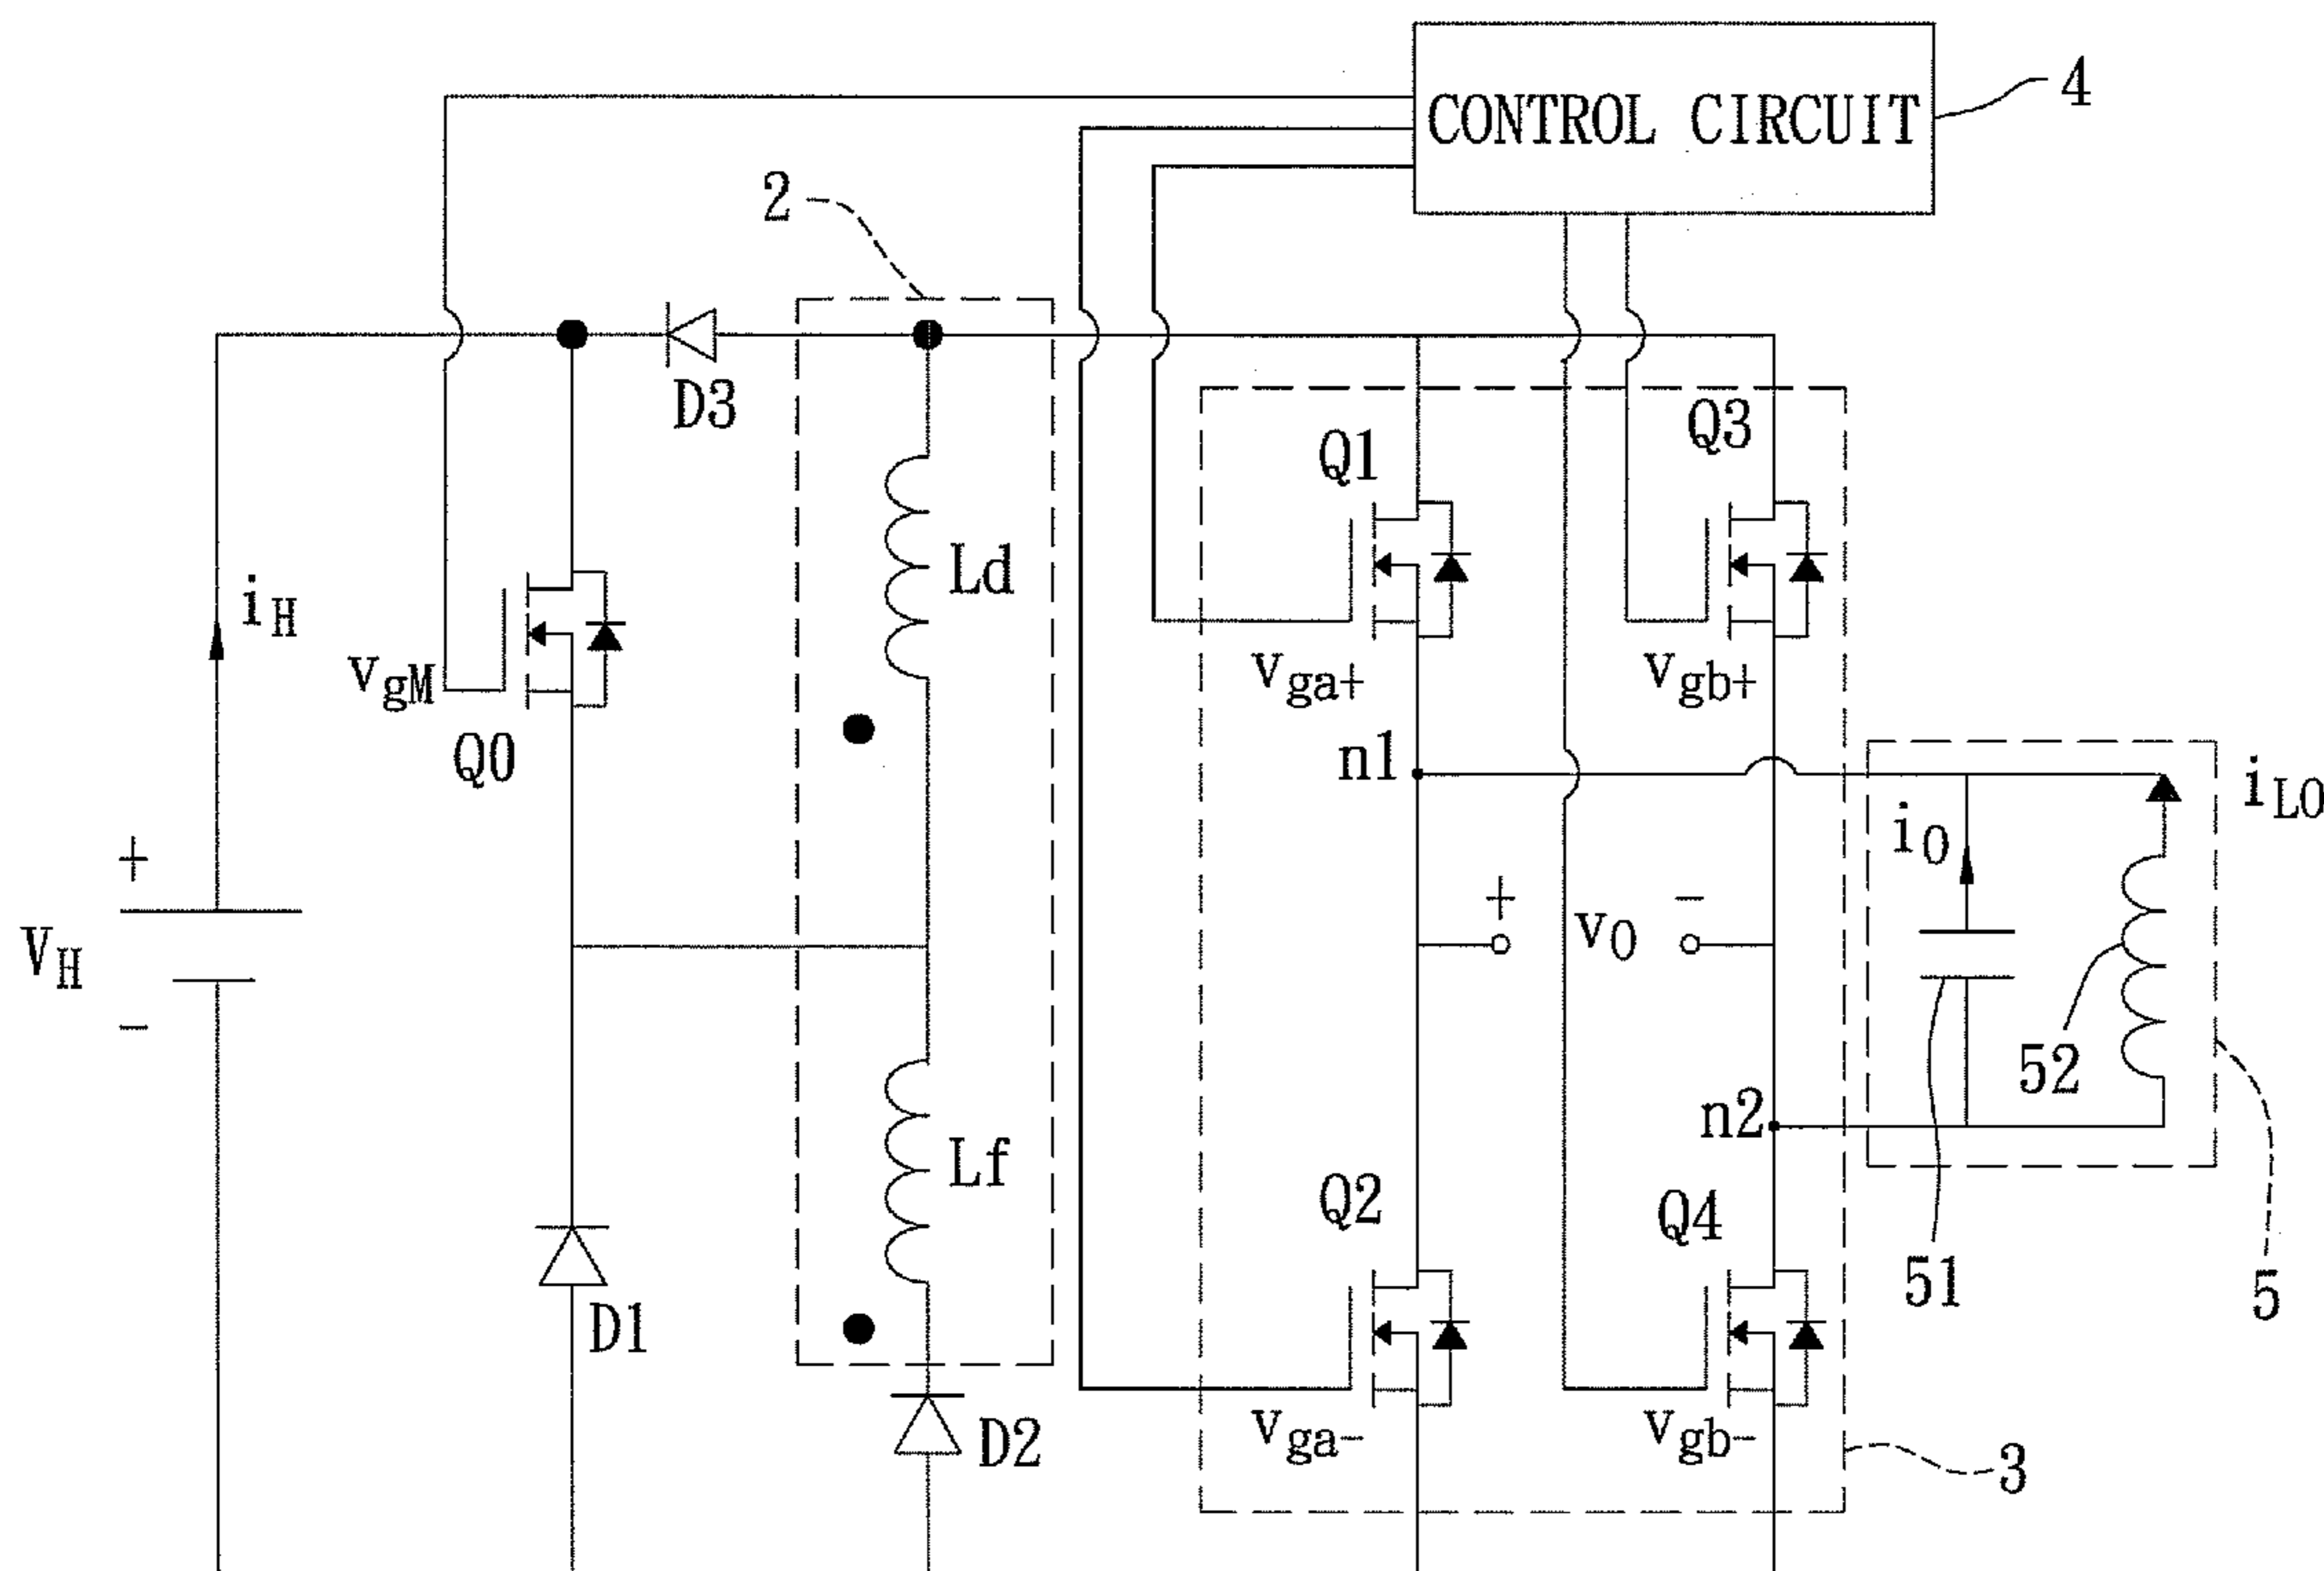 CONTROL CIRCUIT
4
2
D3
Q3
Q1
Ld
iH
vgM
vga+
vgb+
Q0
n1
iLO
iO
+
+
vO
−
VH
−
52
n2
Lf
Q2
Q4
51
5
D1
D2
vga-
vgb-
3